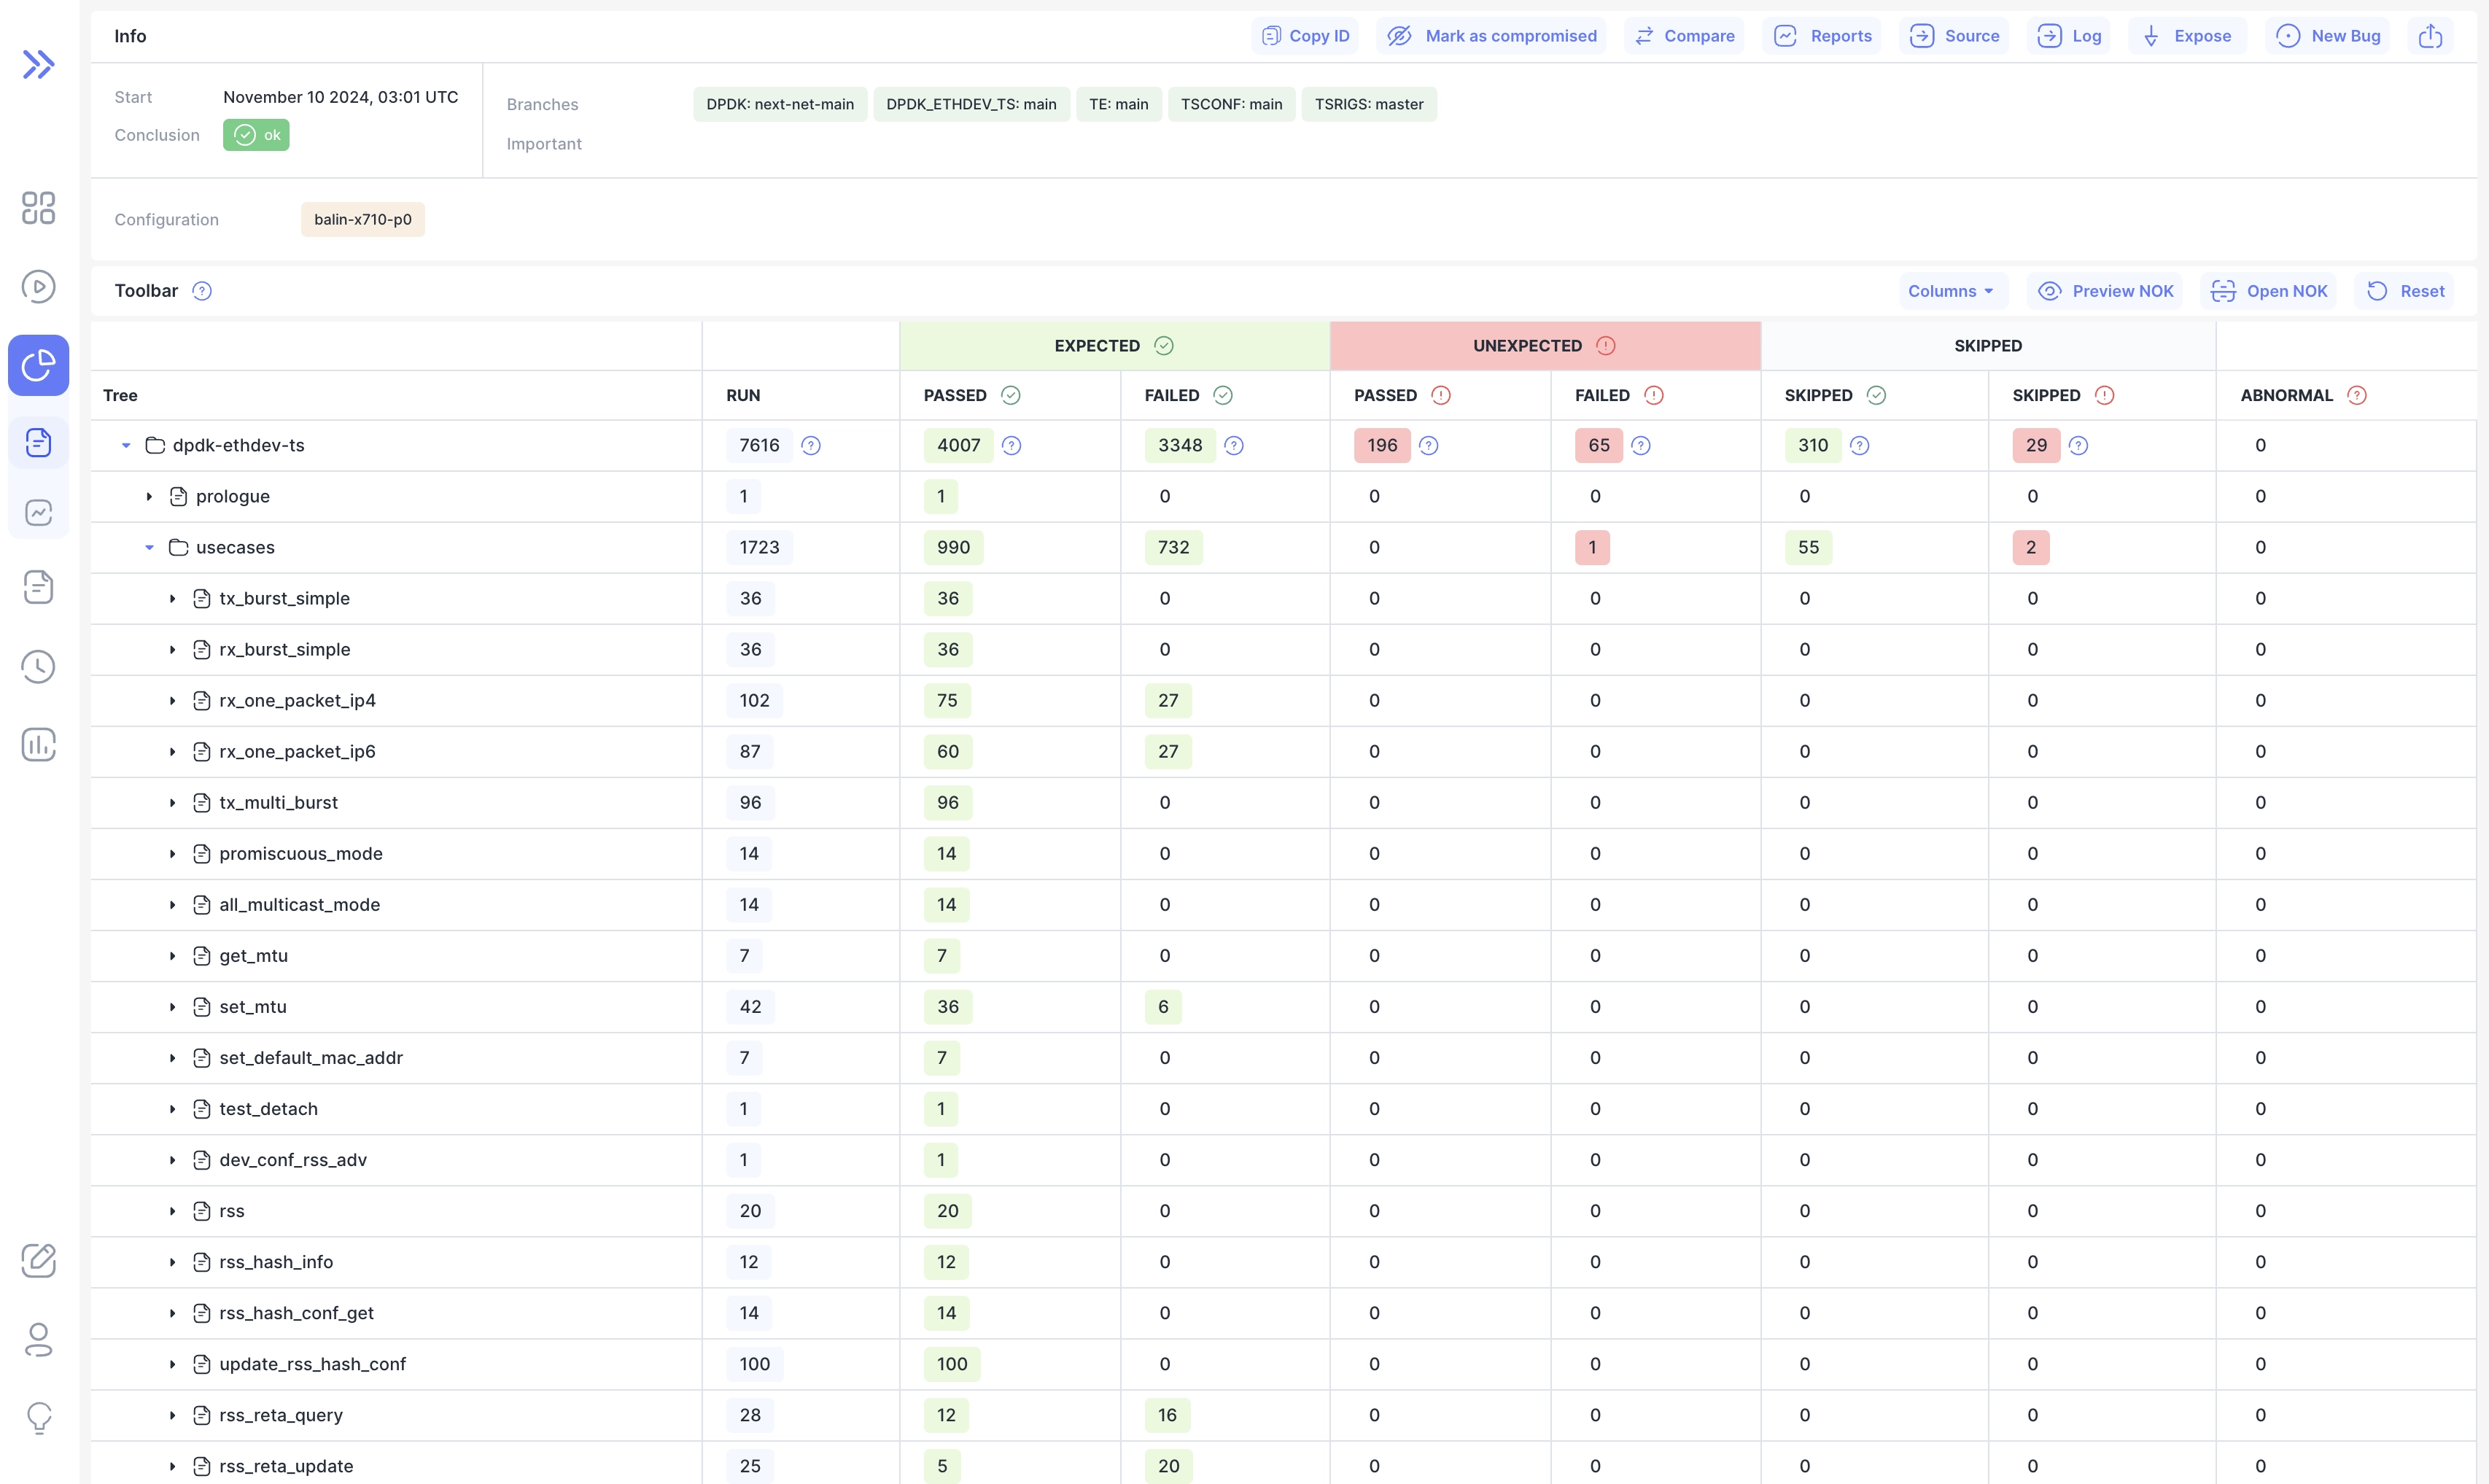 Info Copy ID Mark as compromised Compare Reports Source Log Expose New Bug
Start November 10 2024, 03:01 UTC
Conclusion ok
Branches DPDK: next-net-main DPDK_ETHDEV_TS: main TE: main TSCONF: main TSRIGS: master
Important
Configuration balin-x710-p0
Toolbar ? Columns Preview NOK Open NOK Reset
EXPECTED UNEXPECTED ! SKIPPED
Tree RUN PASSED FAILED PASSED ! FAILED ! SKIPPED SKIPPED ! ABNORMAL ?
dpdk-ethdev-ts 7616 ? 4007 ? 3348 ? 196 ? 65 ? 310 ? 29 ? 0
prologue 1 1 0 0 0 0 0 0
usecases 1723 990 732 0 1 55 2 0
tx_burst_simple 36 36 0 0 0 0 0 0
rx_burst_simple 36 36 0 0 0 0 0 0
rx_one_packet_ip4 102 75 27 0 0 0 0 0
rx_one_packet_ip6 87 60 27 0 0 0 0 0
tx_multi_burst 96 96 0 0 0 0 0 0
promiscuous_mode 14 14 0 0 0 0 0 0
all_multicast_mode 14 14 0 0 0 0 0 0
get_mtu 7 7 0 0 0 0 0 0
set_mtu 42 36 6 0 0 0 0 0
set_default_mac_addr 7 7 0 0 0 0 0 0
test_detach 1 1 0 0 0 0 0 0
dev_conf_rss_adv 1 1 0 0 0 0 0 0
rss 20 20 0 0 0 0 0 0
rss_hash_info 12 12 0 0 0 0 0 0
rss_hash_conf_get 14 14 0 0 0 0 0 0
update_rss_hash_conf 100 100 0 0 0 0 0 0
rss_reta_query 28 12 16 0 0 0 0 0
rss_reta_update 25 5 20 0 0 0 0 0